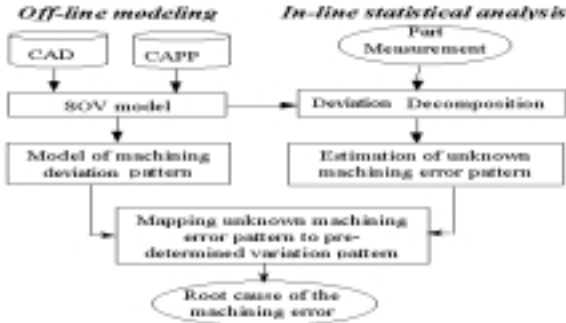 Off-line modeling
In-line statistical analysis
CAD
CAPP
Part
Measurement
SOV model
Deviation Decomposition
Model of machining
deviation pattern
Estimation of unknown
machining error pattern
Mapping unknown machining
error pattern to pre-
determined variation pattern
Root cause of the
machining error